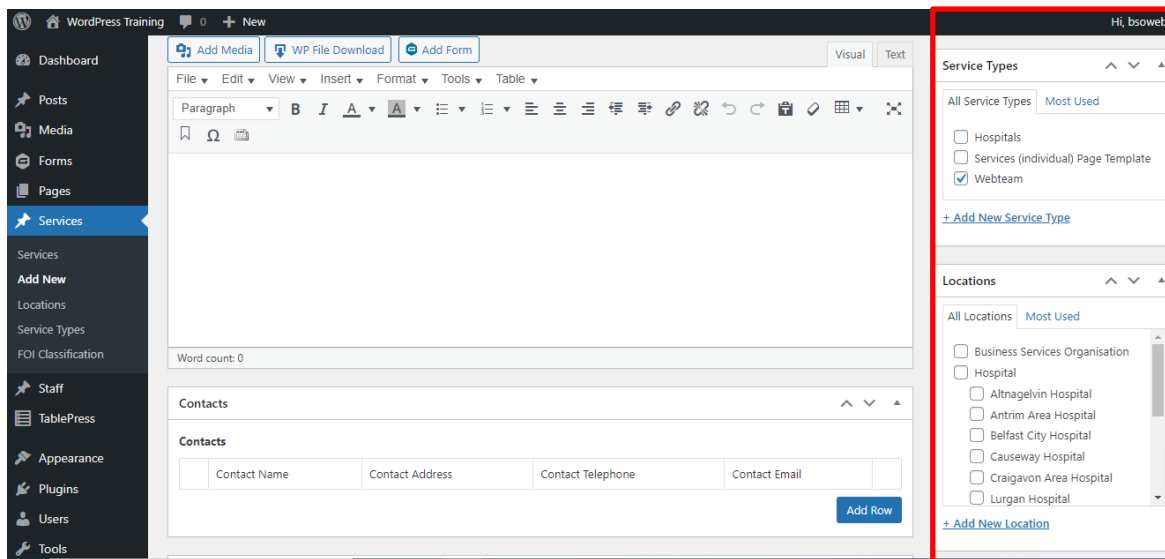 WordPress Training 0 + New Hi, bsoweb
Dashboard
Posts
Media
Forms
Pages
Services
Services
Add New
Locations
Service Types
FOI Classification
Staff
TablePress
Appearance
Plugins
Users
Tools
Add Media WP File Download Add Form Visual Text
File Edit View Insert Format Tools Table
Paragraph B I A A
Ω
Word count: 0
Contacts
Contacts
Contact Name Contact Address Contact Telephone Contact Email
Add Row
Service Types
All Service Types Most Used
Hospitals
Services (individual) Page Template
Webteam
+ Add New Service Type
Locations
All Locations Most Used
Business Services Organisation
Hospital
Altnagelvin Hospital
Antrim Area Hospital
Belfast City Hospital
Causeway Hospital
Craigavon Area Hospital
Lurgan Hospital
+ Add New Location